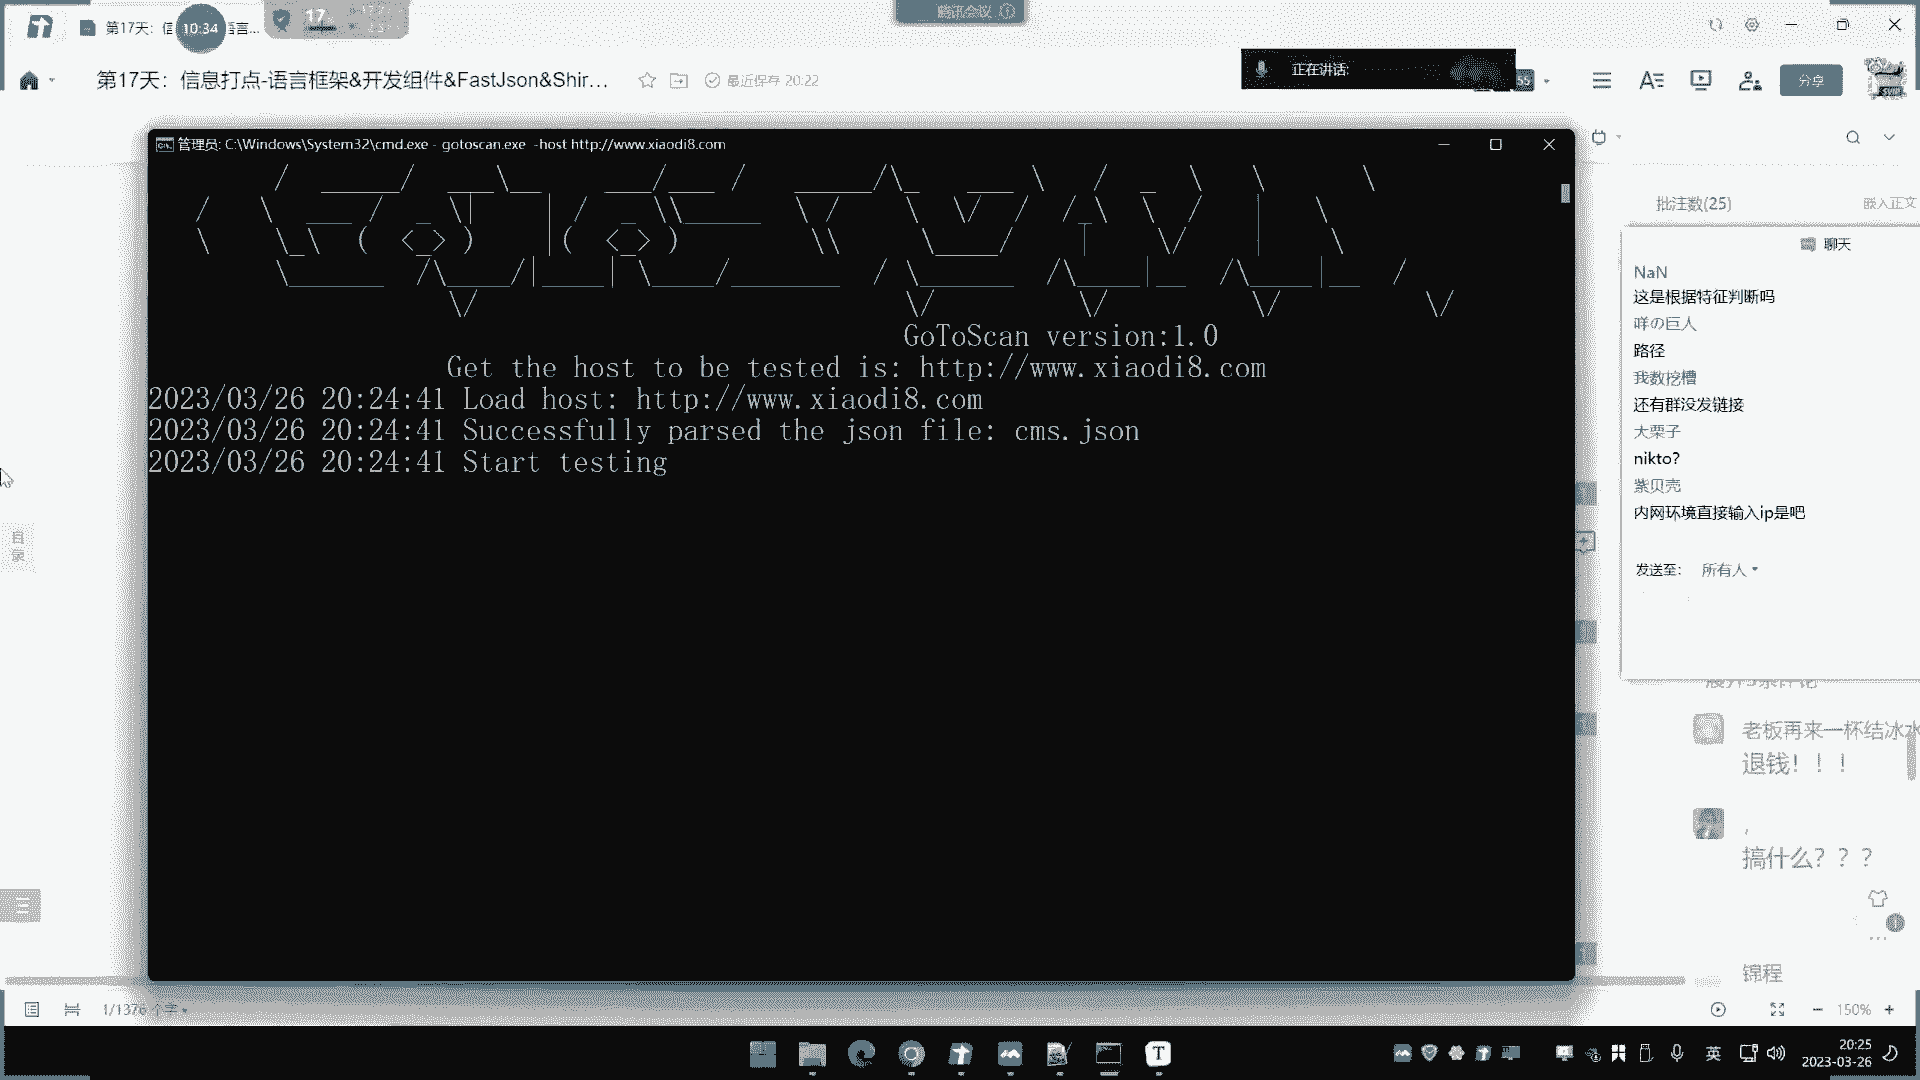 第17天：信
10:34
语言...
17
腾讯会议
第17天：信息打点-语言框架&开发组件&FastJson&Shir...
最近保存 20:22
正在讲话:
55
分享
管理员: C:\Windows\System32\cmd.exe - gotoscan.exe  -host http://www.xiaodi8.com
GoToScan version:1.0
Get the host to be tested is: http://www.xiaodi8.com
2023/03/26 20:24:41 Load host: http://www.xiaodi8.com
2023/03/26 20:24:41 Successfully parsed the json file: cms.json
2023/03/26 20:24:41 Start testing
批注数(25)
嵌入正文
聊天
NaN
这是根据特征判断吗
咩の巨人
路径
我数挖槽
还有群没发链接
大栗子
nikto?
紫贝壳
内网环境直接输入ip是吧
发送至:
所有人
老板再来一杯结冰水
退钱！！！
,
搞什么？？？
锦程
目录
1/1376 个字
150%
英
20:25
2023-03-26